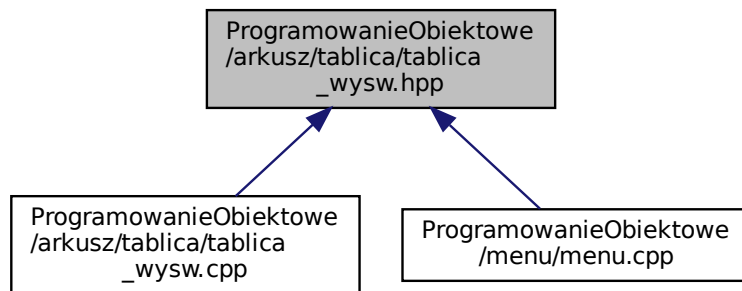 ProgramowanieObiektowe
/arkusz/tablica/tablica
_wysw.hpp
ProgramowanieObiektowe
/arkusz/tablica/tablica
_wysw.cpp
ProgramowanieObiektowe
/menu/menu.cpp